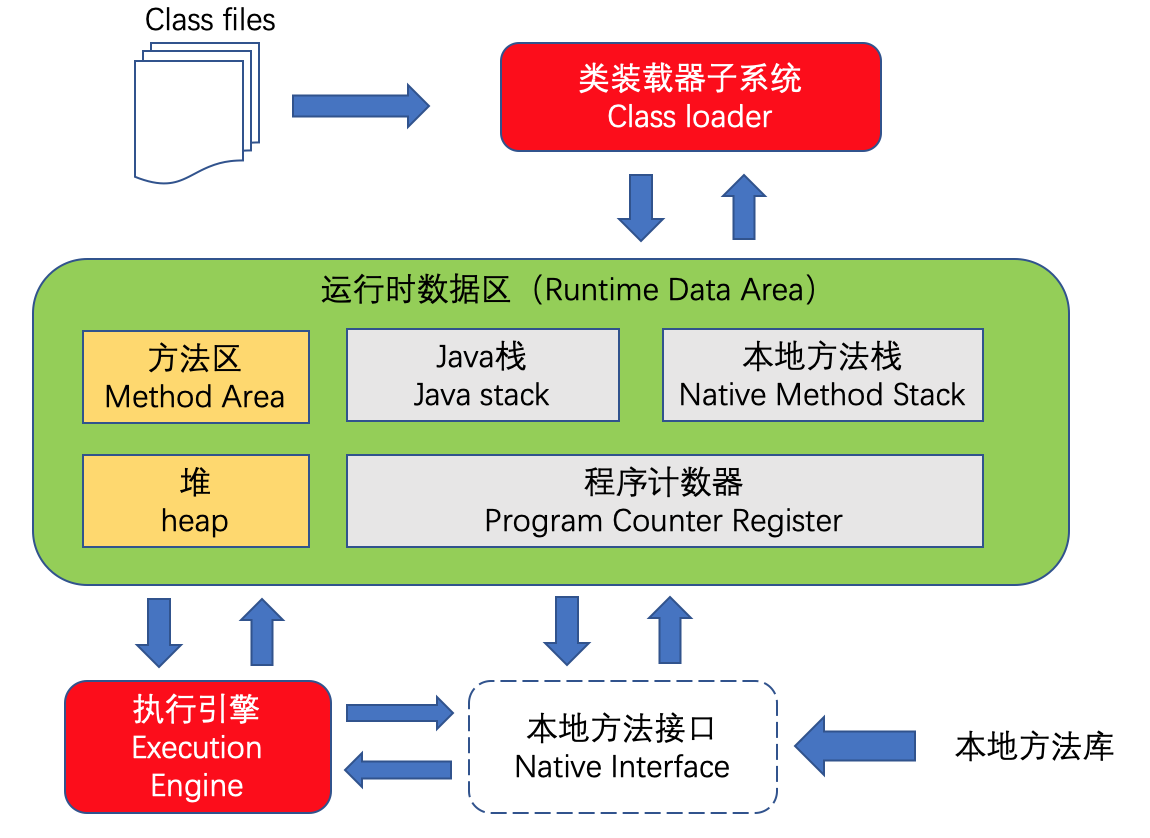 Class files
类装载器子系统
Class loader
运行时数据区（Runtime Data Area）
方法区
Method Area
Java栈
Java stack
本地方法栈
Native Method Stack
堆
heap
程序计数器
Program Counter Register
执行引擎
Execution
Engine
本地方法接口
Native Interface
本地方法库